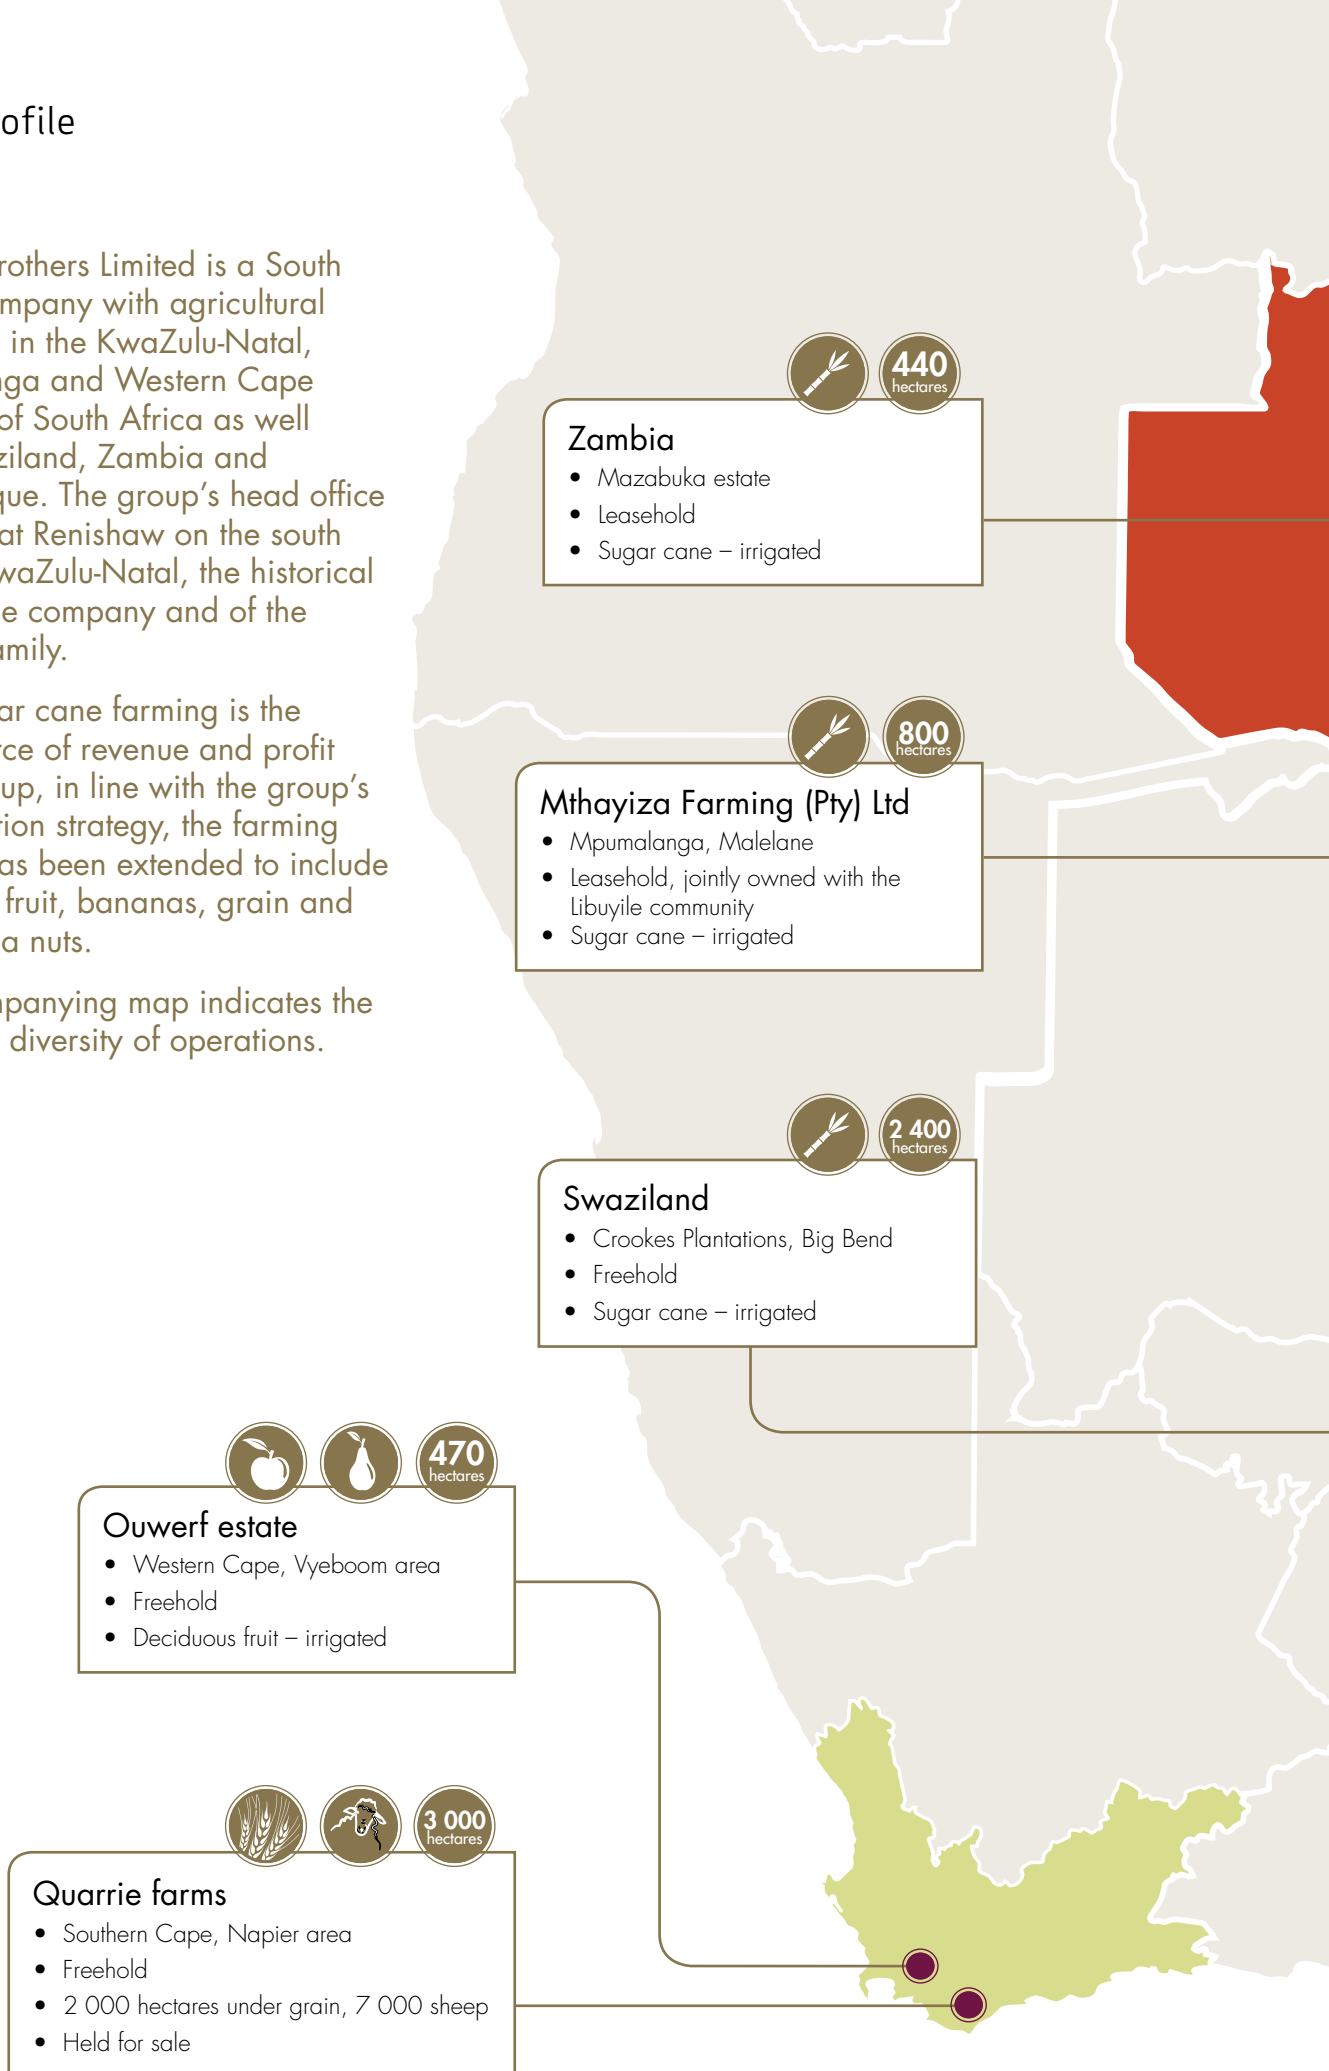 ofile
rothers Limited is a South
ompany with agricultural
in the KwaZulu-Natal,
nga and Western Cape
of South Africa as well
ziland, Zambia and
que. The group's head office
at Renishaw on the south
waZulu-Natal, the historical
e company and of the
amily.
ar cane farming is the
rce of revenue and profit
up, in line with the group's
tion strategy, the farming
as been extended to include
fruit, bananas, grain and
a nuts.
mpanying map indicates the
diversity of operations.
440
hectares
Zambia
• Mazabuka estate
• Leasehold
• Sugar cane – irrigated
800
hectares
Mthayiza Farming (Pty) Ltd
• Mpumalanga, Malelane
• Leasehold, jointly owned with the
Libuyile community
• Sugar cane – irrigated
2 400
hectares
Swaziland
• Crookes Plantations, Big Bend
• Freehold
• Sugar cane – irrigated
470
hectares
Ouwerf estate
• Western Cape, Vyeboom area
• Freehold
• Deciduous fruit – irrigated
3 000
hectares
Quarrie farms
• Southern Cape, Napier area
• Freehold
• 2 000 hectares under grain, 7 000 sheep
• Held for sale